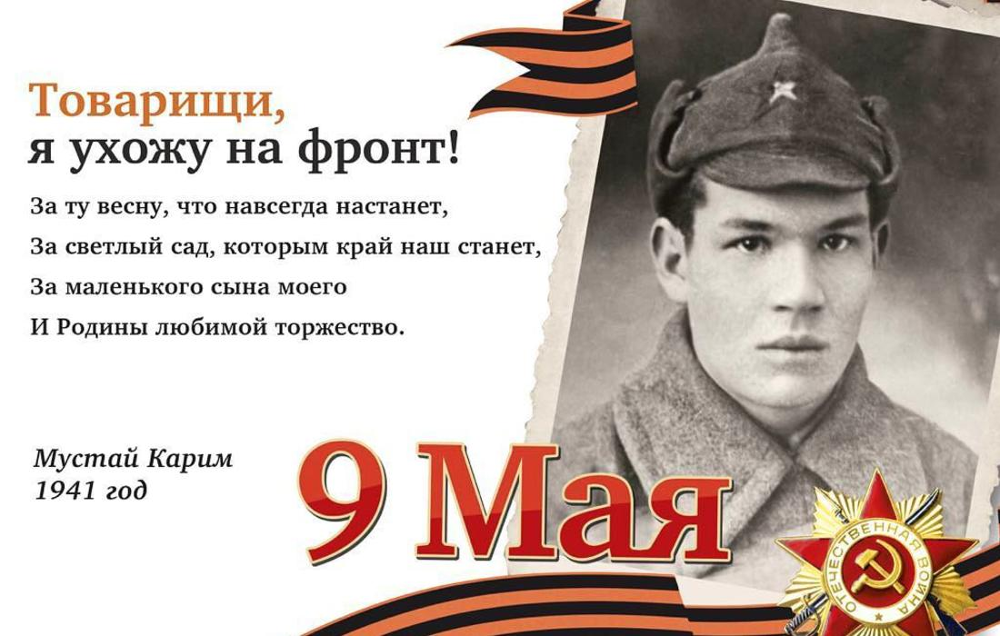 Товарищи,
я ухожу на фронт!
За ту весну, что навсегда настанет,
За светлый сад, которым край наш станет,
За маленького сына моего
И Родины любимой торжество.
Мустай Карим
1941 год
9 Мая
ОТЕЧЕСТВЕННАЯ ВОЙНА